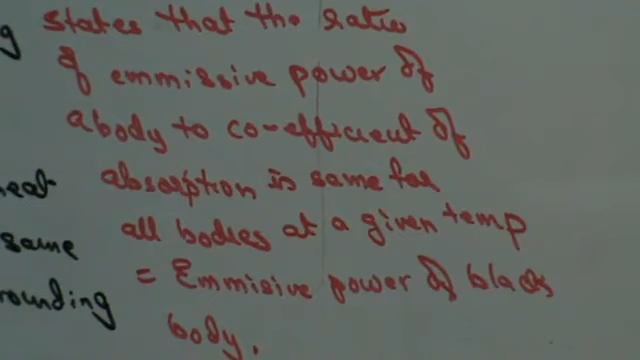 g states that the ratio
of emmissive power of
a body to co-efficient of
heat absorption is same for
same all bodies at a given temp
rounding = Emmisive power of black
body.